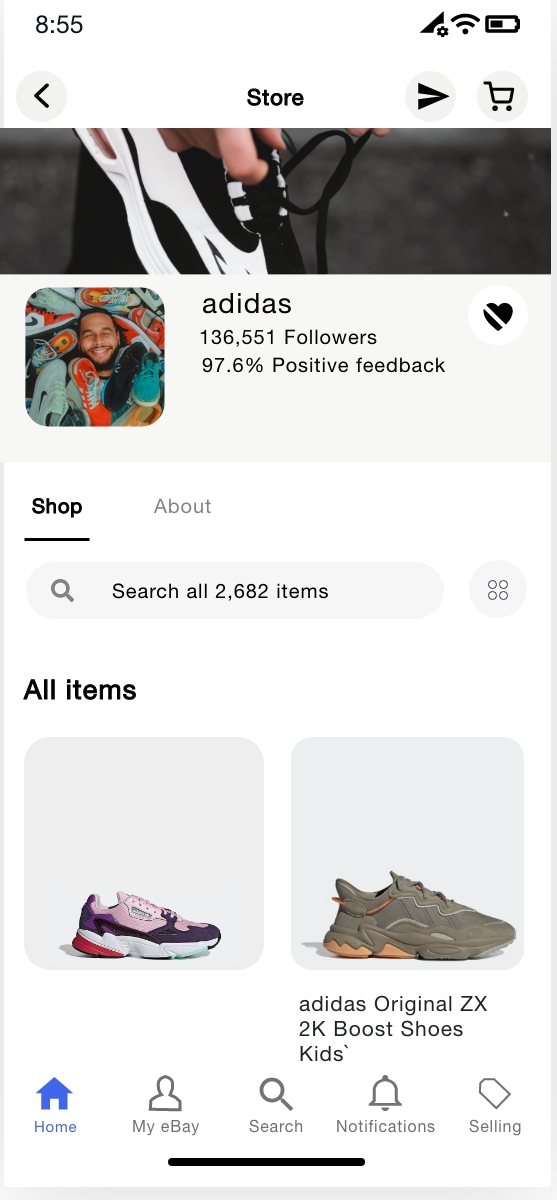 8:55
Store
adidas
136,551 Followers
97.6% Positive feedback
Shop
About
Search all 2,682 items
All items
adidas Original ZX
2K Boost Shoes
Kids`
Home
My eBay
Search
Notifications
Selling